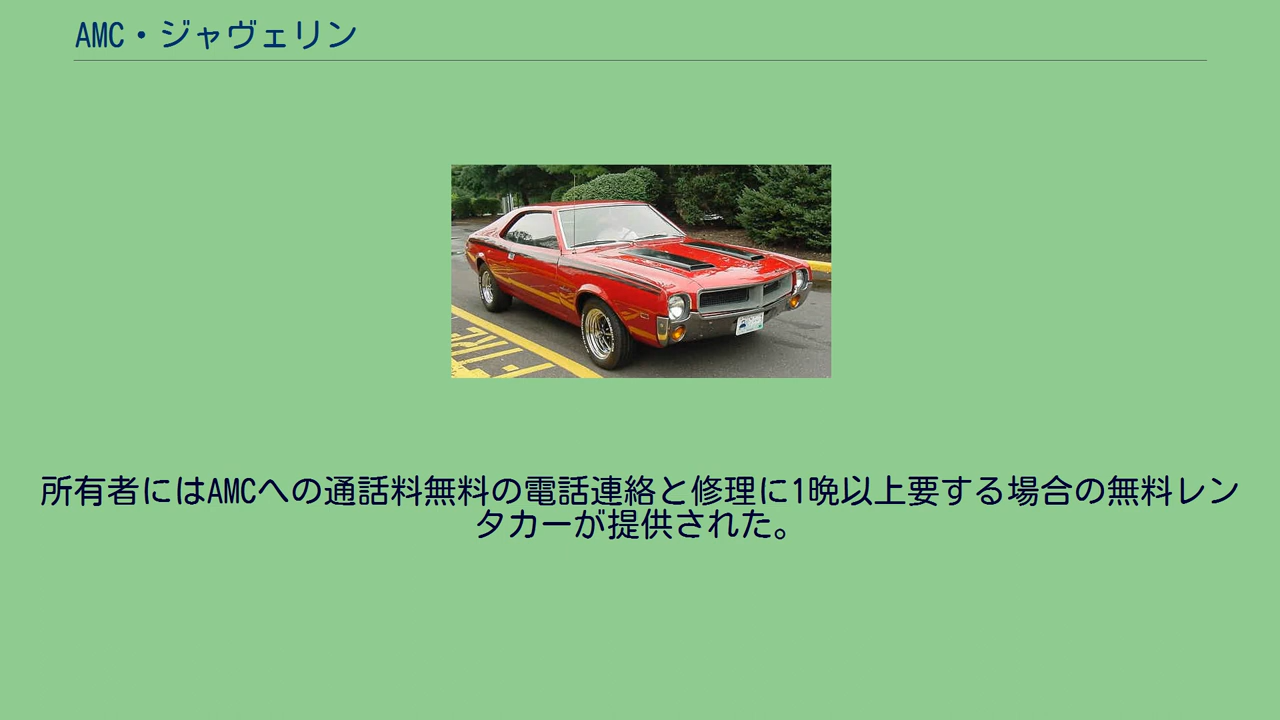 AMC・ジャヴェリン
所有者にはAMCへの通話料無料の電話連絡と修理に1晩以上要する場合の無料レン
タカーが提供された。